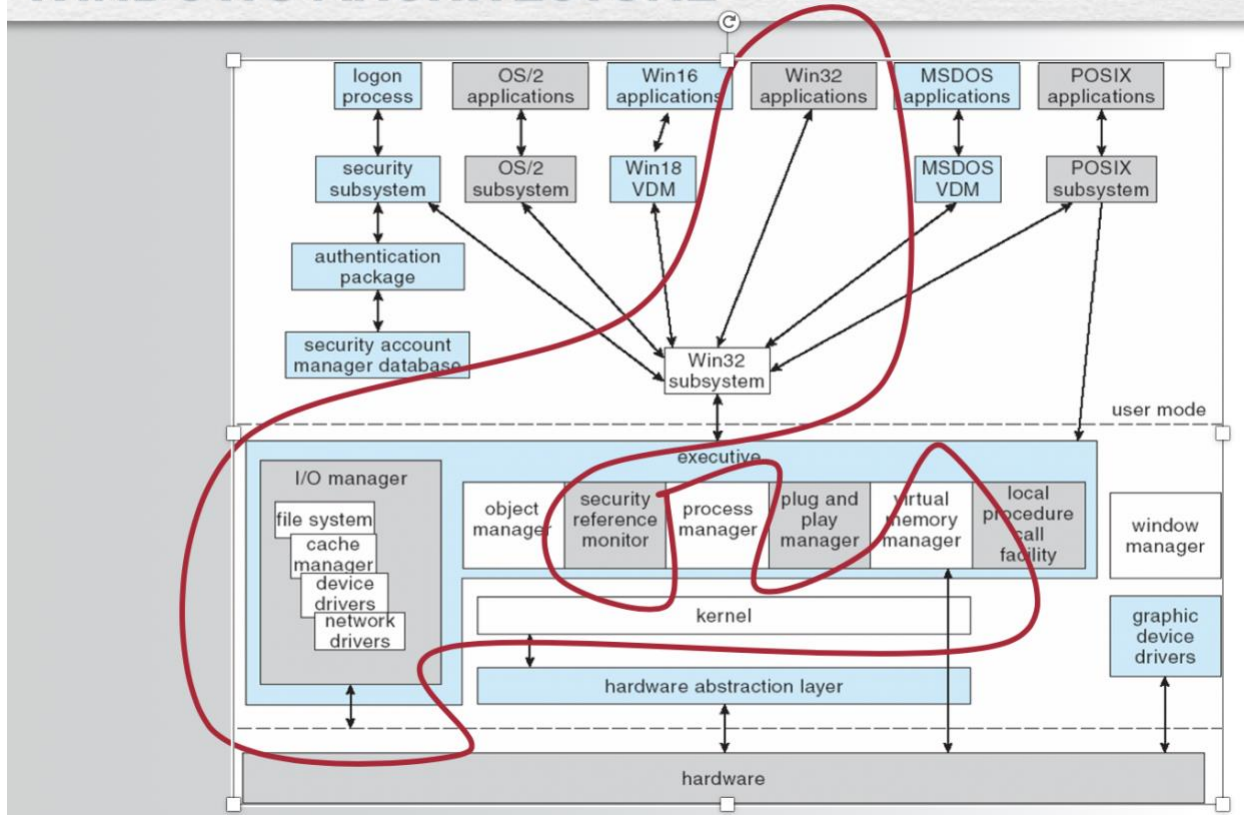 WINDOWS ARCHITECTURE
logon
process
OS/2
applications
Win16
applications
Win32
applications
MSDOS
applications
POSIX
applications
security
subsystem
OS/2
subsystem
Win18
VDM
MSDOS
VDM
POSIX
subsystem
authentication
package
security account
manager database
Win32
subsystem
user mode
executive
I/O manager
file system
cache
manager
device
drivers
network
drivers
object
manager
security
reference
monitor
process
manager
plug and
play
manager
virtual
memory
manager
local
procedure
call
facility
window
manager
kernel
graphic
device
drivers
hardware abstraction layer
hardware